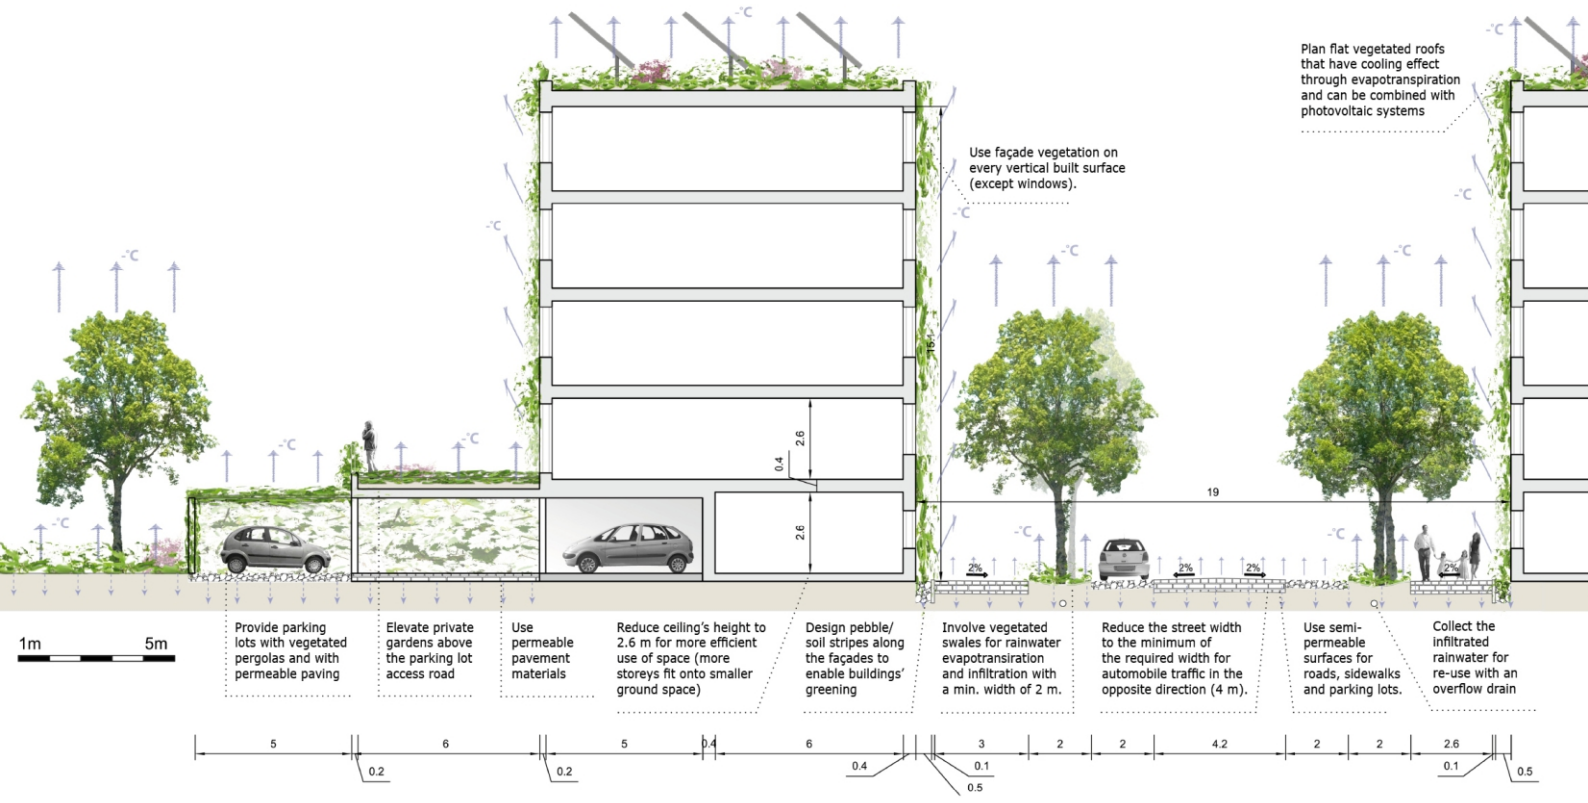 -°C
-°C
Plan flat vegetated roofs
that have cooling effect
through evapotranspiration
and can be combined with
photovoltaic systems
Use façade vegetation on
every vertical built surface
(except windows).
-°C
-°C
-°C
-°C
-°C
-°C
-°C
15.1
-°C
-°C
2.6
0.4
19
-°C
2.6
-°C
-°C
2%
2%
2%
2%
1m
5m
Provide parking
lots with vegetated
pergolas and with
permeable paving
Elevate private
gardens above
the parking lot
access road
Use
permeable
pavement
materials
Reduce ceiling's height to
2.6 m for more efficient
use of space (more
storeys fit onto smaller
ground space)
Design pebble/
soil stripes along
the façades to
enable buildings'
greening
Involve vegetated
swales for rainwater
evapotransiration
and infiltration with
a min. width of 2 m.
Reduce the street width
to the minimum of
the required width for
automobile traffic in the
opposite direction (4 m).
Use semi-
permeable
surfaces for
roads, sidewalks
and parking lots.
Collect the
infiltrated
rainwater for
re-use with an
overflow drain
5
6
5
0.4
6
3
2
2
4.2
2
2
2.6
0.2
0.2
0.4
0.1
0.5
0.1
0.5